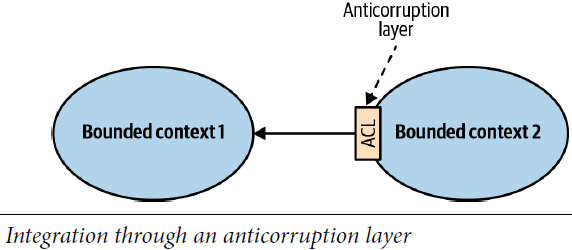 Anticorruption
layer
Bounded context 1
ACL
Bounded context 2
Integration through an anticorruption layer